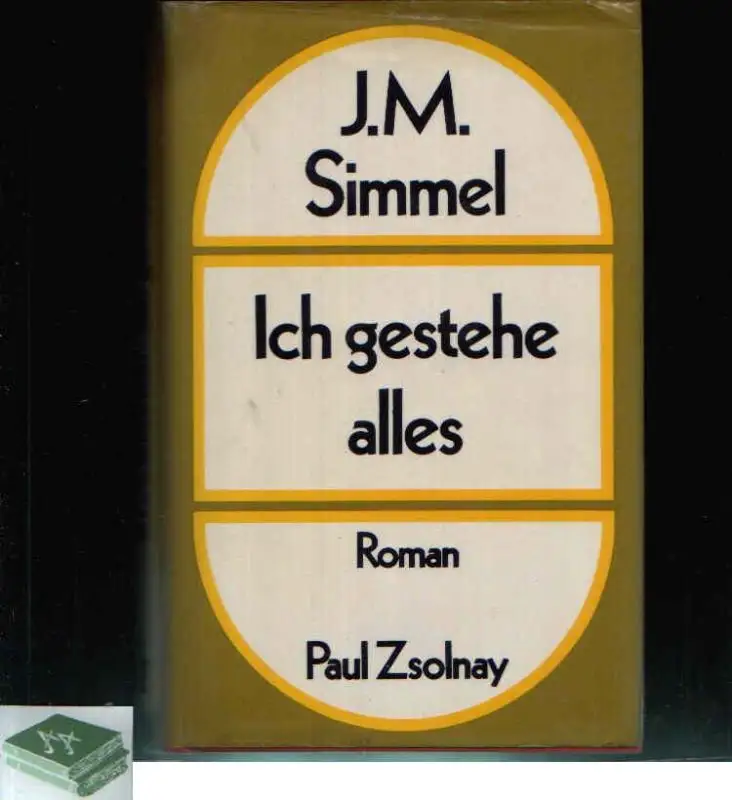 J.M.
Simmel
Ich gestehe
alles
Roman
Paul Zsolnay